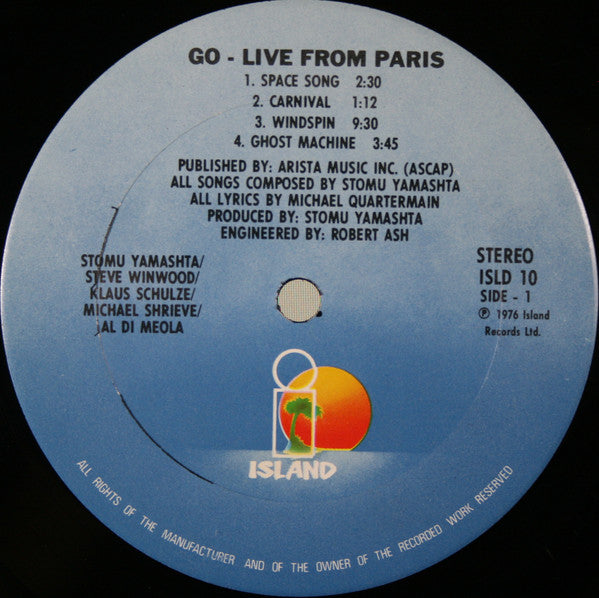 GO - LIVE FROM PARIS
1. SPACE SONG 2:30
2. CARNIVAL 1:12
3. WINDSPIN 9:30
4. GHOST MACHINE 3:45
PUBLISHED BY: ARISTA MUSIC INC. (ASCAP)
ALL SONGS COMPOSED BY STOMU YAMASHTA
ALL LYRICS BY MICHAEL QUARTERMAIN
PRODUCED BY: STOMU YAMASHTA
ENGINEERED BY: ROBERT ASH
STOMU YAMASHTA/
STEVE WINWOOD/
KLAUS SCHULZE/
MICHAEL SHRIEVE/
AL DI MEOLA
STEREO
ISLD 10
SIDE - 1
℗ 1976 Island
Records Ltd.
ISLAND
ALL RIGHTS OF THE MANUFACTURER AND OF THE OWNER OF THE RECORDED WORK RESERVED